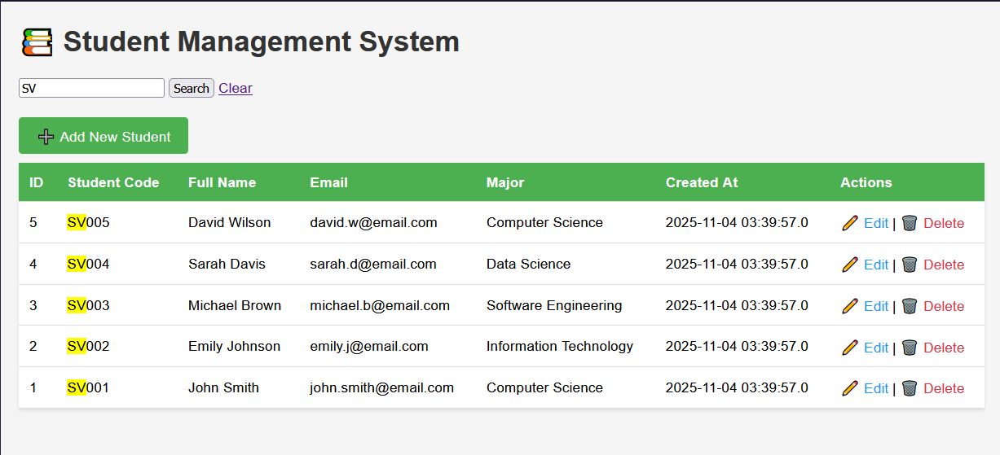 Student Management System
SV Search Clear
Add New Student
ID Student Code Full Name Email Major Created At Actions
5 SV005 David Wilson david.w@email.com Computer Science 2025-11-04 03:39:57.0 Edit | Delete
4 SV004 Sarah Davis sarah.d@email.com Data Science 2025-11-04 03:39:57.0 Edit | Delete
3 SV003 Michael Brown michael.b@email.com Software Engineering 2025-11-04 03:39:57.0 Edit | Delete
2 SV002 Emily Johnson emily.j@email.com Information Technology 2025-11-04 03:39:57.0 Edit | Delete
1 SV001 John Smith john.smith@email.com Computer Science 2025-11-04 03:39:57.0 Edit | Delete